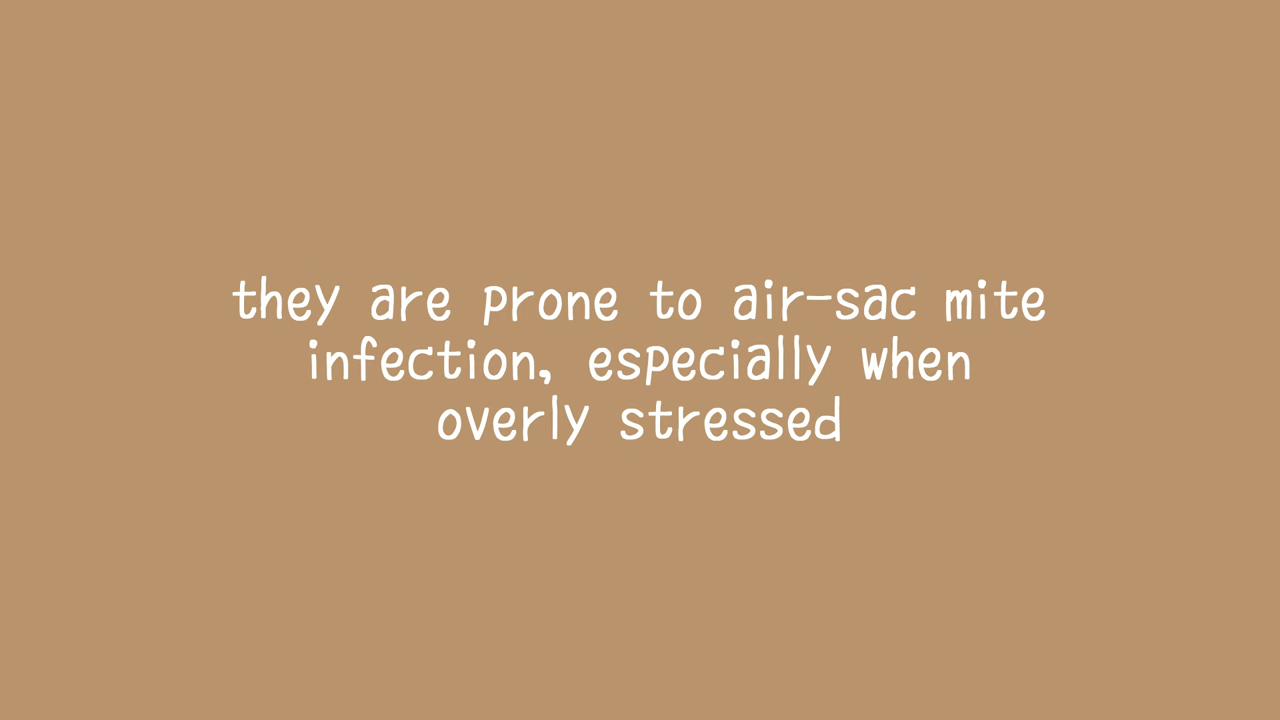 they are prone to air-sac mite
infection, especially when
overly stressed